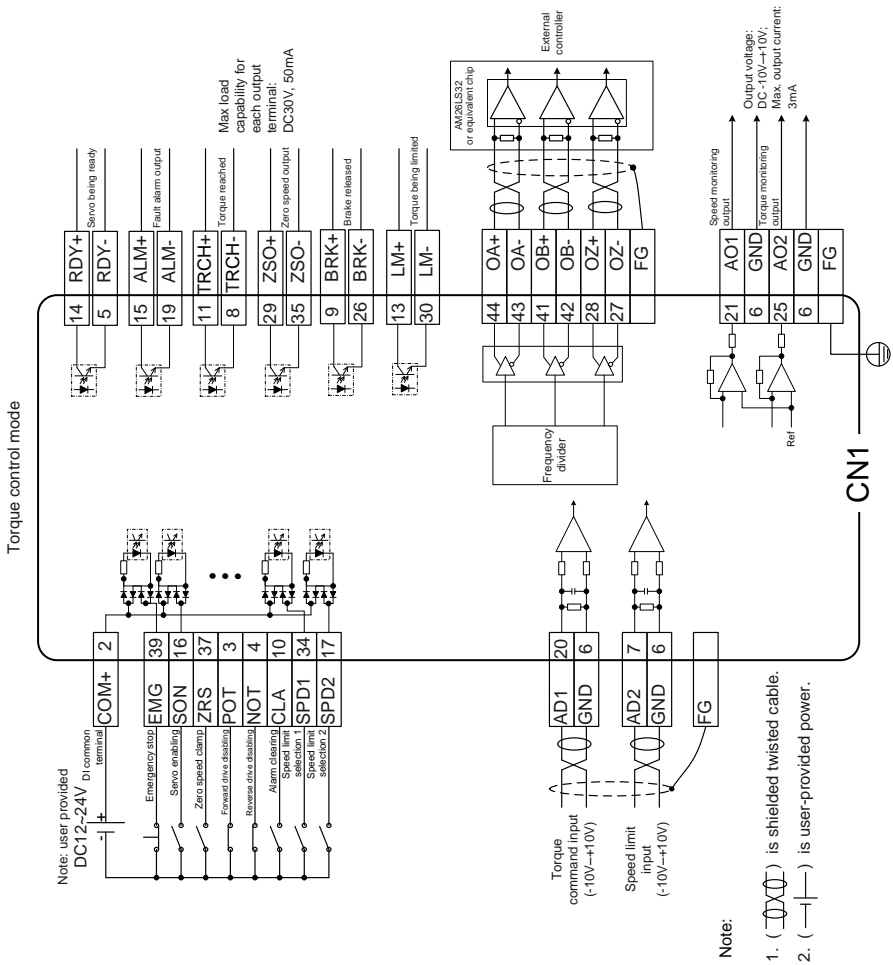 Torque control mode
Note: user provided
DC12~24V
- +
DI common
terminal
COM+ 2
Emergency stop EMG 39
Servo enabling SON 16
Zero speed clamp ZRS 37
Forward drive disabling POT 3
Reverse drive disabling NOT 4
Alarm clearing CLA 10
Speed limit
selection 1
SPD1 34
Speed limit
selection 2
SPD2 17
Torque
command input
(-10V~+10V)
AD1 20
GND 6
Speed limit
input
(-10V~+10V)
AD2 7
GND 6
FG
14 RDY+
5 RDY-
Servo being ready
15 ALM+
19 ALM-
Fault alarm output
11 TRCH+
8 TRCH-
Torque reached
29 ZSO+
35 ZSO-
Zero speed output
9 BRK+
26 BRK-
Brake released
13 LM+
30 LM-
Torque being limited
Max load
capability for
each output
terminal:
DC30V, 50mA
Frequency
divider
44 OA+
43 OA-
41 OB+
42 OB-
28 OZ+
27 OZ-
FG
AM26LS32
or equivalent chip
External
controller
Ref
21 AO1
6 GND
25 AO2
6 GND
FG
Speed monitoring
output
Torque monitoring
output
Output voltage:
DC -10V~+10V;
Max. output current:
3mA
CN1
Note:
1. ( ) is shielded twisted cable.
2. ( ) is user-provided power.